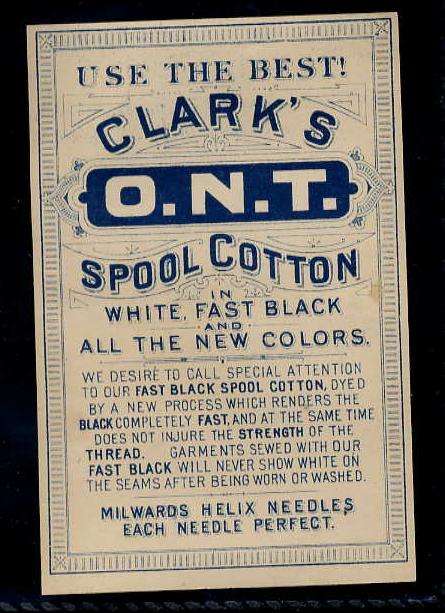 USE THE BEST!
CLARK'S
O.N.T.
SPOOL COTTON
IN
WHITE, FAST BLACK
AND
ALL THE NEW COLORS.
WE DESIRE TO CALL SPECIAL ATTENTION
TO OUR FAST BLACK SPOOL COTTON, DYED
BY A NEW PROCESS WHICH RENDERS THE
BLACK COMPLETELY FAST, AND AT THE SAME TIME
DOES NOT INJURE THE STRENGTH OF THE
THREAD. GARMENTS SEWED WITH OUR
FAST BLACK WILL NEVER SHOW WHITE ON
THE SEAMS AFTER BEING WORN OR WASHED.
MILWARDS HELIX NEEDLES
EACH NEEDLE PERFECT.